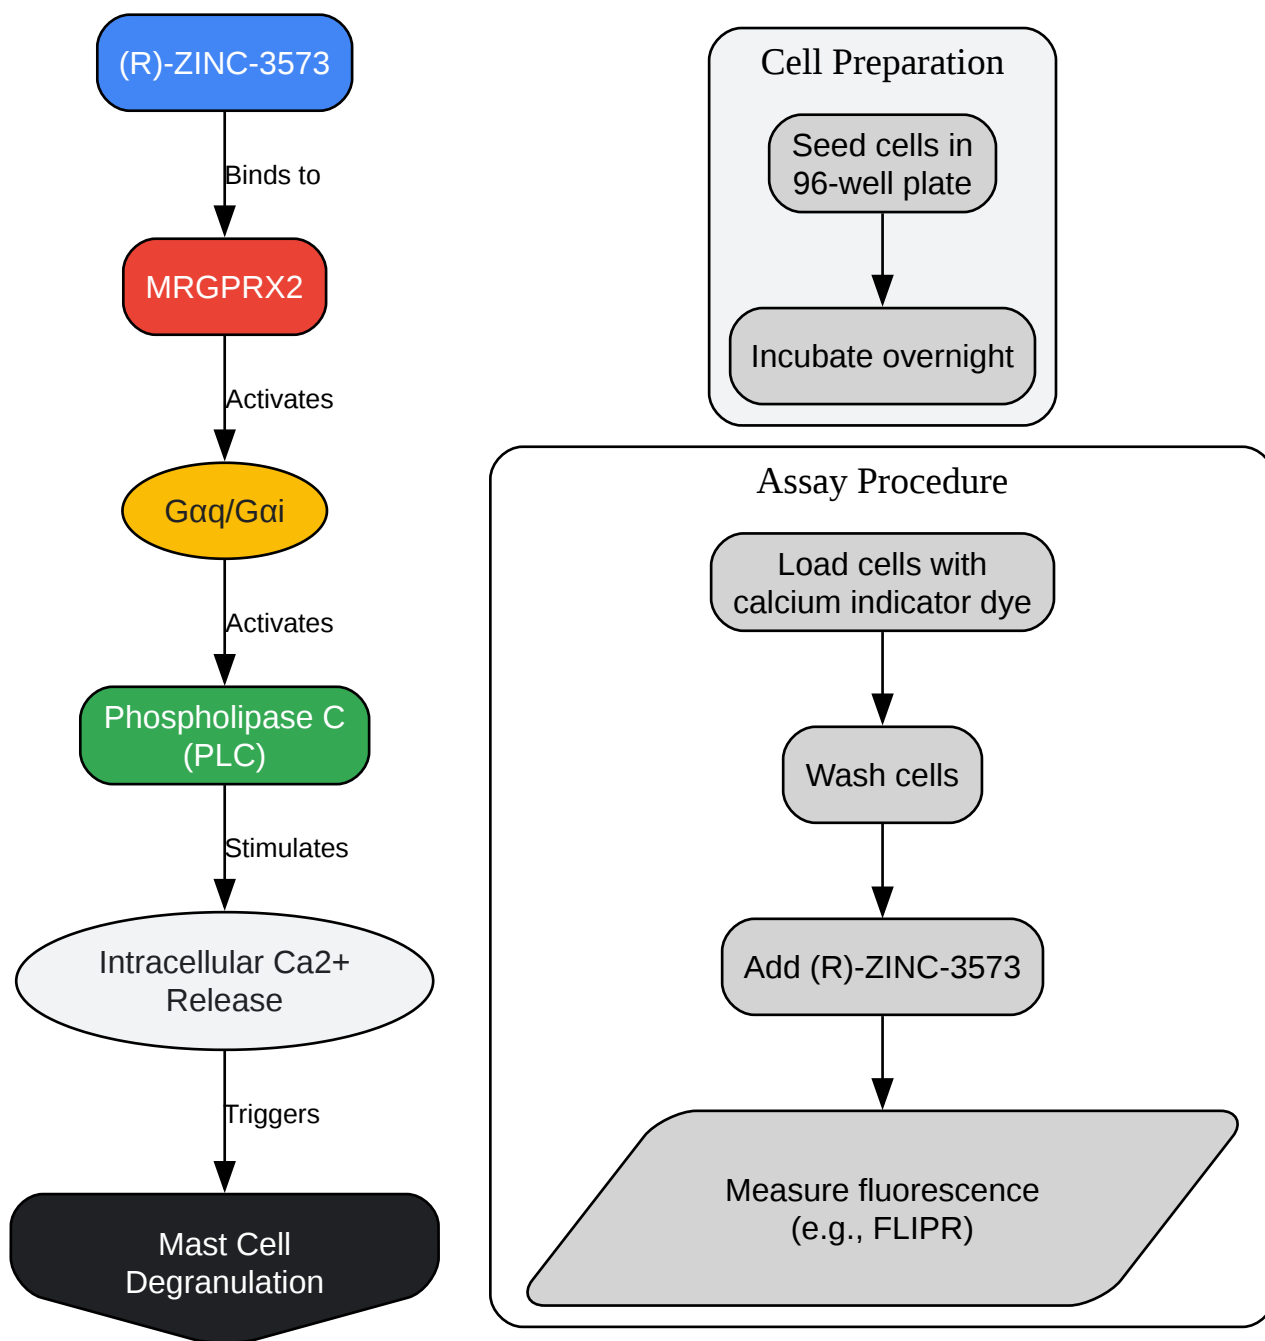 (R)-ZINC-3573
Binds to
MRGPRX2
Activates
Gαq/Gαi
Activates
Phospholipase C
(PLC)
Stimulates
Intracellular Ca2+
Release
Triggers
Mast Cell
Degranulation
Cell Preparation
Seed cells in
96-well plate
Incubate overnight
Assay Procedure
Load cells with
calcium indicator dye
Wash cells
Add (R)-ZINC-3573
Measure fluorescence
(e.g., FLIPR)